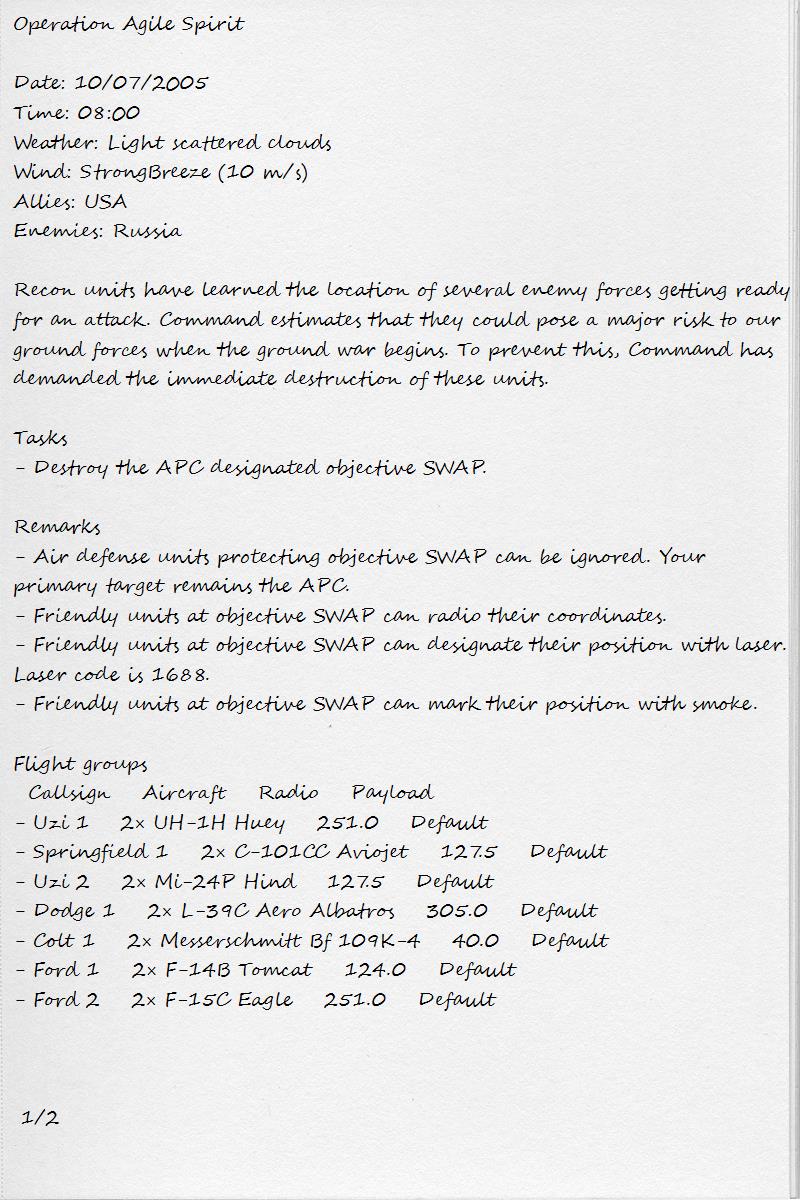 Operation Agile Spirit
Date: 10/07/2005
Time: 08:00
Weather: Light scattered clouds
Wind: StrongBreeze (10 m/s)
Allies: USA
Enemies: Russia
Recon units have learned the location of several enemy forces getting ready
for an attack. Command estimates that they could pose a major risk to our
ground forces when the ground war begins. To prevent this, Command has
demanded the immediate destruction of these units.
Tasks
- Destroy the APC designated objective SWAP.
Remarks
- Air defense units protecting objective SWAP can be ignored. Your
primary target remains the APC.
- Friendly units at objective SWAP can radio their coordinates.
- Friendly units at objective SWAP can designate their position with laser.
Laser code is 1688.
- Friendly units at objective SWAP can mark their position with smoke.
Flight groups
Callsign Aircraft Radio Payload
- Uzi 1 2x UH-1H Huey 251.0 Default
- Springfield 1 2x C-101CC Aviojet 127.5 Default
- Uzi 2 2x Mi-24P Hind 127.5 Default
- Dodge 1 2x L-39C Aero Albatros 305.0 Default
- Colt 1 2x Messerschmitt Bf 109K-4 40.0 Default
- Ford 1 2x F-14B Tomcat 124.0 Default
- Ford 2 2x F-15C Eagle 251.0 Default
1/2